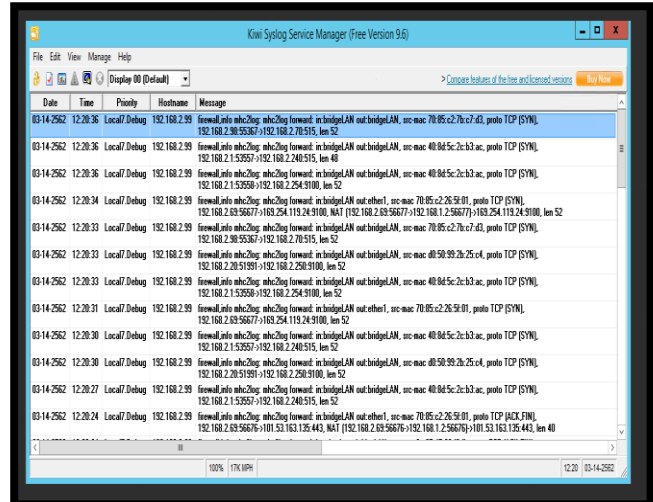 Kiwi Syslog Service Manager (Free Version 9.6)
File Edit View Manage Help
Display 00 (Default)
> Compare features of the free and licensed versions
Buy Now
Date Time Priority Hostname Message
03-14-2562 12:20:36 Local7.Debug 192.168.2.99 firewall,info mhc2log: mhc2log forward: in:bridgeLAN out:bridgeLAN, src-mac 70:85:c2:7b:c7:d3, proto TCP (SYN),
192.168.2.98:55367->192.168.2.70:515, len 52
03-14-2562 12:20:36 Local7.Debug 192.168.2.99 firewall,info mhc2log: mhc2log forward: in:bridgeLAN out:bridgeLAN, src-mac 40:8d:5c:2c:b3:ac, proto TCP (SYN),
192.168.2.1:53557->192.168.2.240:515, len 48
03-14-2562 12:20:36 Local7.Debug 192.168.2.99 firewall,info mhc2log: mhc2log forward: in:bridgeLAN out:bridgeLAN, src-mac 40:8d:5c:2c:b3:ac, proto TCP (SYN),
192.168.2.1:53558->192.168.2.254:9100, len 52
03-14-2562 12:20:34 Local7.Debug 192.168.2.99 firewall,info mhc2log: mhc2log forward: in:bridgeLAN out:ether1, src-mac 70:85:c2:26:5f:01, proto TCP (SYN),
192.168.2.69:56677->169.254.119.24:9100, NAT (192.168.2.69:56677->192.168.1.2:56677)->169.254.119.24:9100, len 52
03-14-2562 12:20:33 Local7.Debug 192.168.2.99 firewall,info mhc2log: mhc2log forward: in:bridgeLAN out:bridgeLAN, src-mac 70:85:c2:7b:c7:d3, proto TCP (SYN),
192.168.2.98:55367->192.168.2.70:515, len 52
03-14-2562 12:20:33 Local7.Debug 192.168.2.99 firewall,info mhc2log: mhc2log forward: in:bridgeLAN out:bridgeLAN, src-mac d0:50:99:2b:25:c4, proto TCP (SYN),
192.168.2.20:51991->192.168.2.250:9100, len 52
03-14-2562 12:20:33 Local7.Debug 192.168.2.99 firewall,info mhc2log: mhc2log forward: in:bridgeLAN out:bridgeLAN, src-mac 40:8d:5c:2c:b3:ac, proto TCP (SYN),
192.168.2.1:53558->192.168.2.254:9100, len 52
03-14-2562 12:20:31 Local7.Debug 192.168.2.99 firewall,info mhc2log: mhc2log forward: in:bridgeLAN out:ether1, src-mac 70:85:c2:26:5f:01, proto TCP (SYN),
192.168.2.69:56677->169.254.119.24:9100, len 52
03-14-2562 12:20:30 Local7.Debug 192.168.2.99 firewall,info mhc2log: mhc2log forward: in:bridgeLAN out:bridgeLAN, src-mac 40:8d:5c:2c:b3:ac, proto TCP (SYN),
192.168.2.1:53557->192.168.2.240:515, len 52
03-14-2562 12:20:30 Local7.Debug 192.168.2.99 firewall,info mhc2log: mhc2log forward: in:bridgeLAN out:bridgeLAN, src-mac d0:50:99:2b:25:c4, proto TCP (SYN),
192.168.2.20:51991->192.168.2.250:9100, len 52
03-14-2562 12:20:27 Local7.Debug 192.168.2.99 firewall,info mhc2log: mhc2log forward: in:bridgeLAN out:bridgeLAN, src-mac 40:8d:5c:2c:b3:ac, proto TCP (SYN),
192.168.2.1:53557->192.168.2.240:515, len 52
03-14-2562 12:20:24 Local7.Debug 192.168.2.99 firewall,info mhc2log: mhc2log forward: in:bridgeLAN out:ether1, src-mac 70:85:c2:26:5f:01, proto TCP (ACK,FIN),
192.168.2.69:56676->101.53.163.135:443, NAT (192.168.2.69:56676->192.168.1.2:56676)->101.53.163.135:443, len 40
100% 17K MPH 12:20 03-14-2562